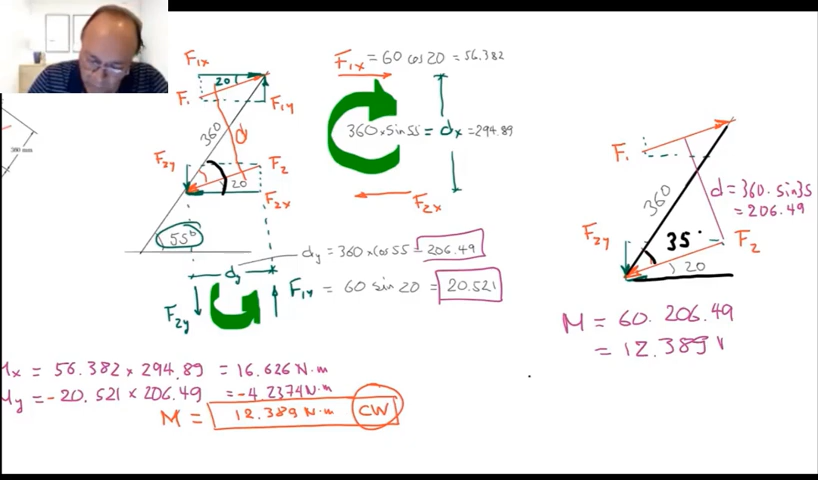 F1x
20
F1
F1y
360
d
F2y
F2
20
F2x
55°
380 mm
F1x = 60 cos 20 = 56.382
360 x sin 55 = dx = 294.89
F2x
dy = 360 x cos 55 = 206.49
dy
F2y
F1y = 60 sin 20 = 20.521
Mx = 56.382 x 294.89 = 16.626 N·m
My = -20.521 x 206.49 = -4.2374 N·m
M = 12.389 N·m CW
F1
360
d = 360. sin 35
= 206.49
F2y
35°
F2
20
M = 60. 206.49
= 12.389